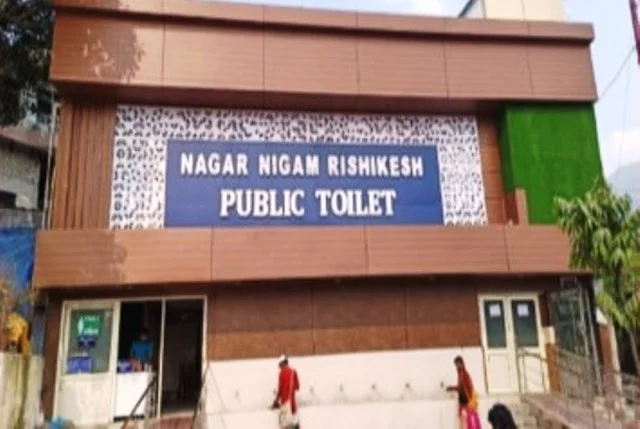 NAGAR NIGAM RISHIKESH
PUBLIC TOILET